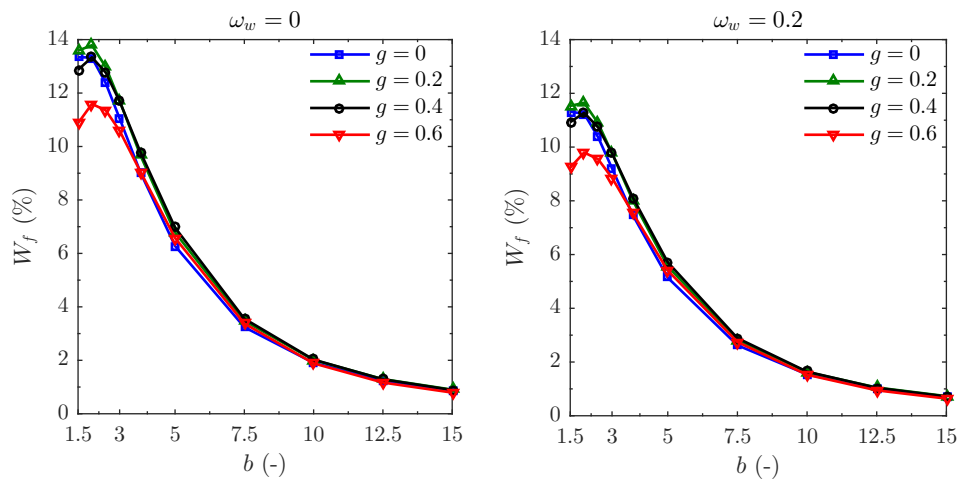 ω_w = 0
14
12
10
8
6
4
2
0
W_f (%)
g = 0
g = 0.2
g = 0.4
g = 0.6
1.5 3 5 7.5 10 12.5 15
b (-)
ω_w = 0.2
14
12
10
8
6
4
2
0
W_f (%)
g = 0
g = 0.2
g = 0.4
g = 0.6
1.5 3 5 7.5 10 12.5 15
b (-)